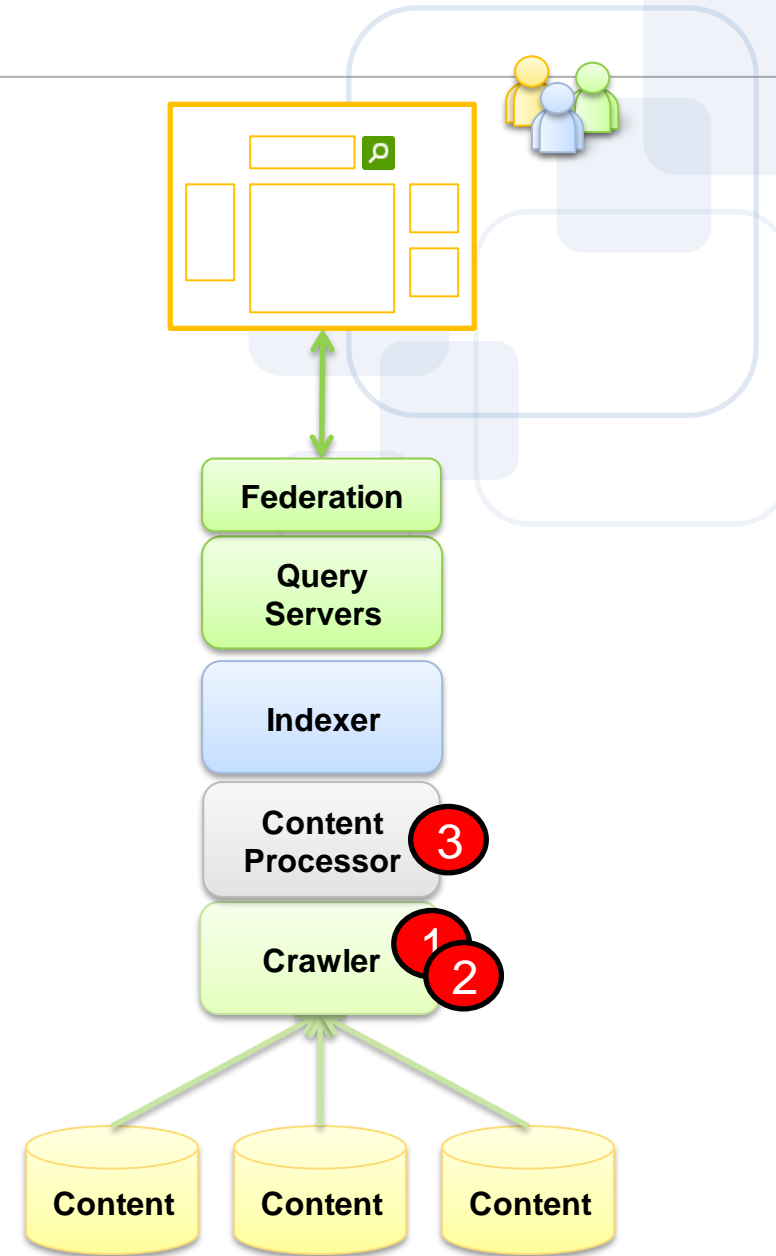 Federation
Query
Servers
Indexer
Content
Processor
3
Crawler
1
2
Content Content Content